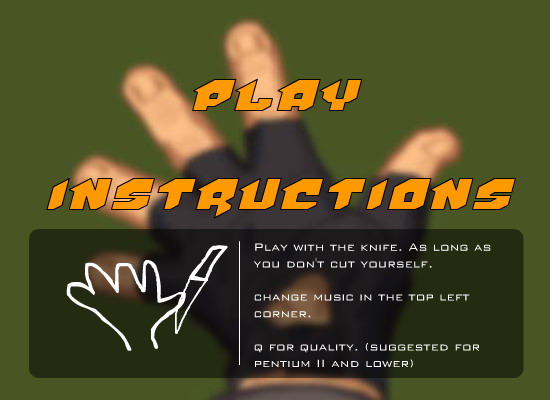 PLAY
INSTRUCTIONS
Play with the knife. As long as
you don't cut yourself.
change music in the top left
corner.
Q for quality. (suggested for
pentium II and lower)